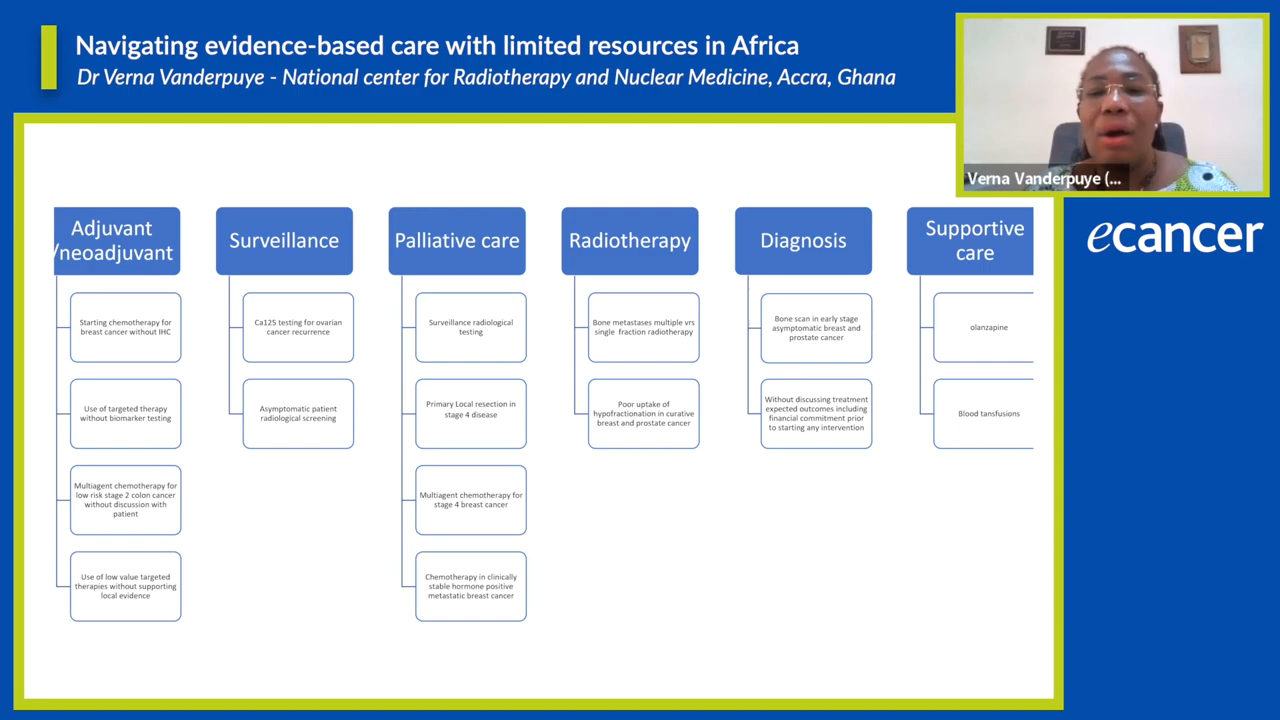 Navigating evidence-based care with limited resources in Africa
Dr Verna Vanderpuye - National center for Radiotherapy and Nuclear Medicine, Accra, Ghana
Verna Vanderpuye (...
ecancer
Adjuvant
/neoadjuvant
Starting chemotherapy for
breast cancer without IHC
Use of targeted therapy
without biomarker testing
Multiagent chemotherapy for
low risk stage 2 colon cancer
without discussion with
patient
Use of low value targeted
therapies without supporting
local evidence
Surveillance
Ca125 testing for ovarian
cancer recurrence
Asymptomatic patient
radiological screening
Palliative care
Surveillance radiological
testing
Primary Local resection in
stage 4 disease
Multiagent chemotherapy for
stage 4 breast cancer
Chemotherapy in clinically
stable hormone positive
metastatic breast cancer
Radiotherapy
Bone metastases multiple vrs
single fraction radiotherapy
Poor uptake of
hypofractionation in curative
breast and prostate cancer
Diagnosis
Bone scan in early stage
asymptomatic breast and
prostate cancer
Without discussing treatment
expected outcomes including
financial commitment prior
to starting any intervention
Supportive
care
olanzapine
Blood tansfusions